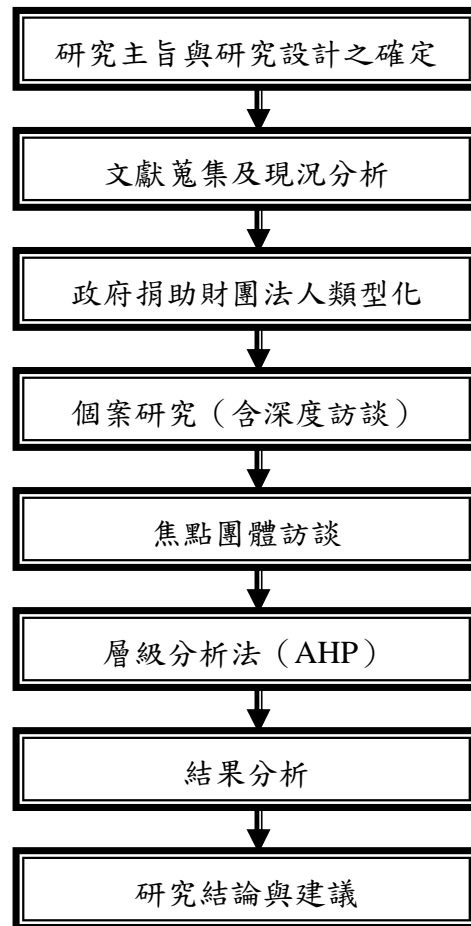 研究主旨與研究設計之確定
文獻蒐集及現況分析
政府捐助財團法人類型化
個案研究（含深度訪談）
焦點團體訪談
層級分析法（AHP）
結果分析
研究結論與建議